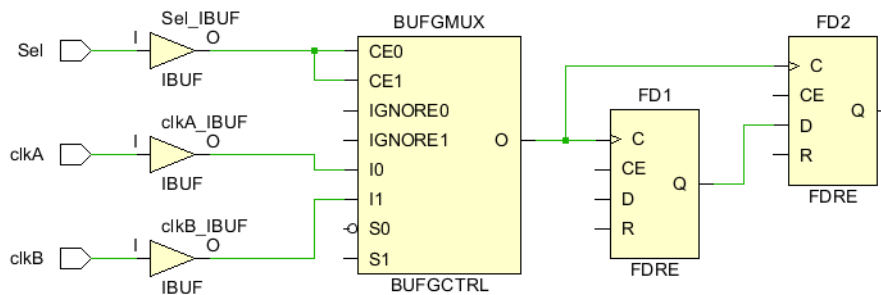 Sel
I
Sel_IBUF
O
IBUF
clkA
I
clkA_IBUF
O
IBUF
clkB
I
clkB_IBUF
O
IBUF
BUFGMUX
CE0
CE1
IGNORE0
IGNORE1
I0
I1
S0
S1
O
BUFGCTRL
FD1
C
CE
D
R
Q
FDRE
FD2
C
CE
D
R
Q
FDRE